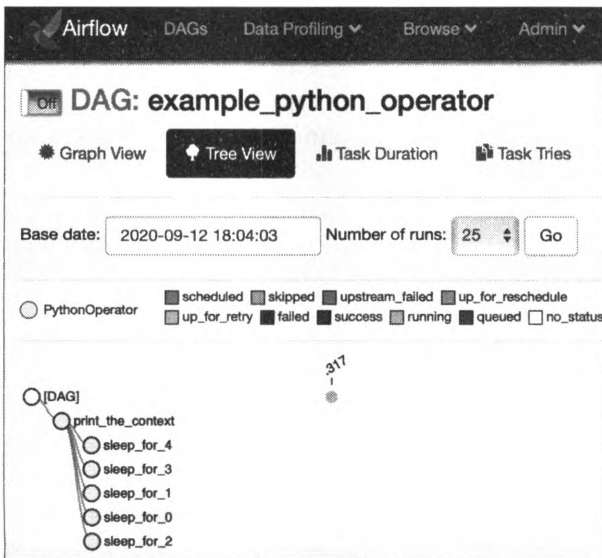 Airflow DAGs Data Profiling Browse Admin
Off DAG: example_python_operator
Graph View Tree View Task Duration Task Tries
Base date: 2020-09-12 18:04:03 Number of runs: 25 Go
PythonOperator scheduled skipped upstream_failed up_for_reschedule
up_for_retry failed success running queued no_status
.317
[DAG]
print_the_context
sleep_for_4
sleep_for_3
sleep_for_1
sleep_for_0
sleep_for_2